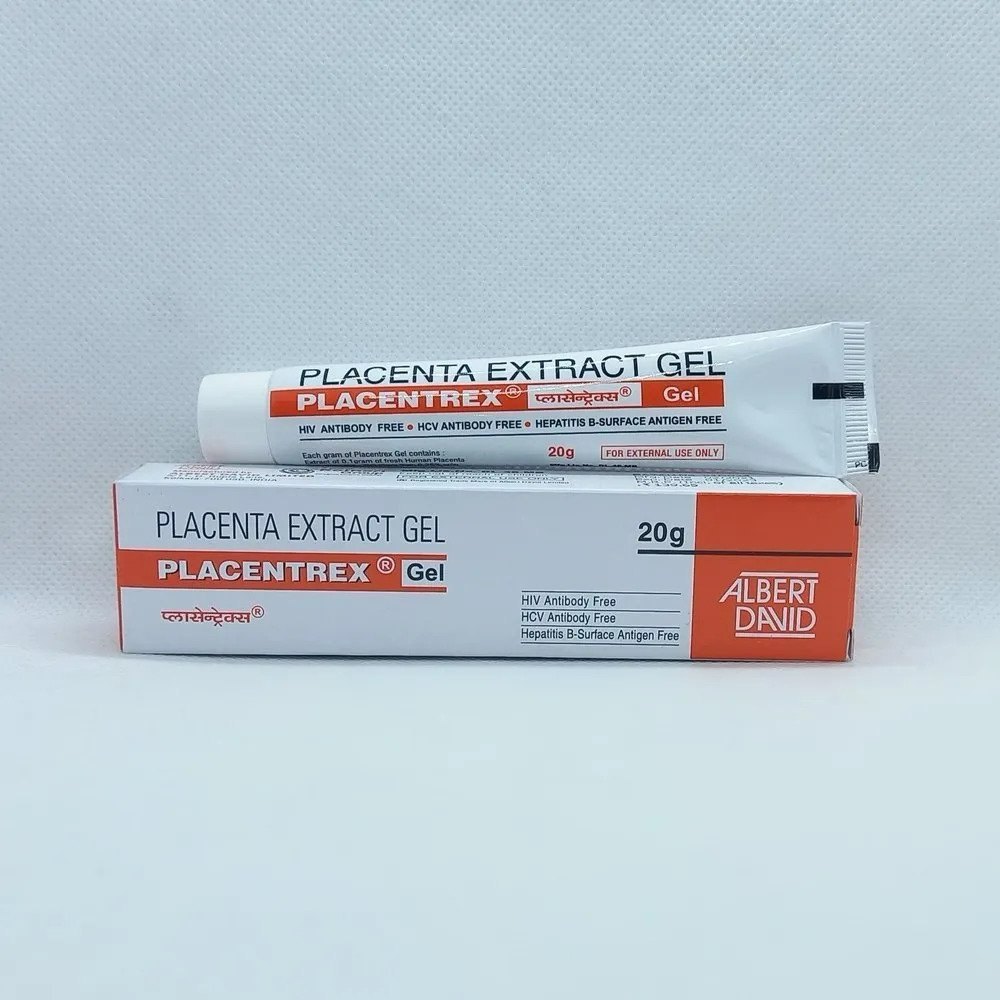 PLACENTA EXTRACT GEL
PLACENTREX® प्लासेन्ट्रेक्स® Gel
HIV ANTIBODY FREE • HCV ANTIBODY FREE • HEPATITIS B-SURFACE ANTIGEN FREE
Each gram of Placentrex Gel contains :
Extract of 0.1gram of fresh Human Placenta
20g
FOR EXTERNAL USE ONLY
PLACENTA EXTRACT GEL
PLACENTREX® Gel
प्लासेन्ट्रेक्स®
20g
HIV Antibody Free
HCV Antibody Free
Hepatitis B-Surface Antigen Free
ALBERT
DAVID